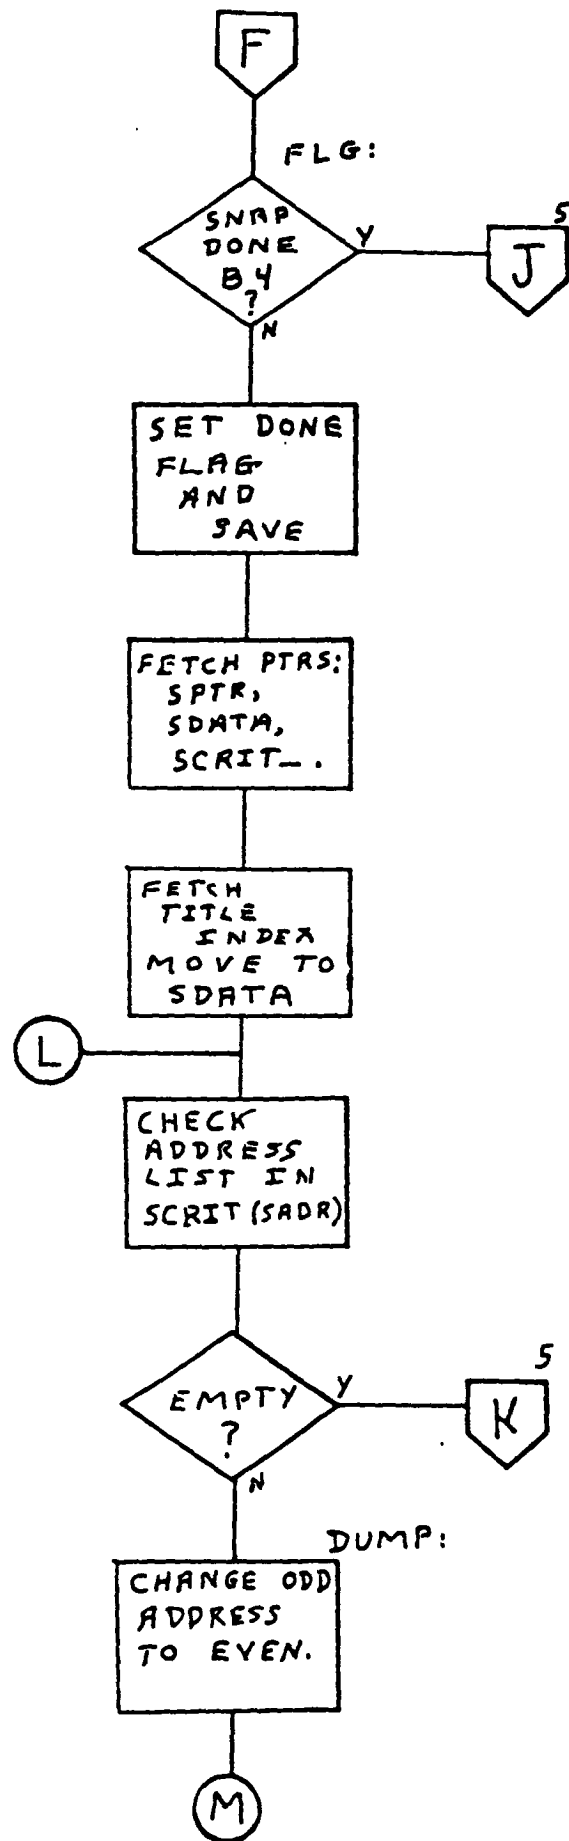 F
FLG:
SNAP
DONE
B4
?
Y
5
J
N
SET DONE
FLAG
AND
SAVE
FETCH PTRS:
SPTR,
SDATA,
SCRIT_.
FETCH
TITLE
INDEX
MOVE TO
SDATA
L
CHECK
ADDRESS
LIST IN
SCRIT (SADR)
EMPTY
?
Y
5
K
N
DUMP:
CHANGE ODD
ADDRESS
TO EVEN.
M